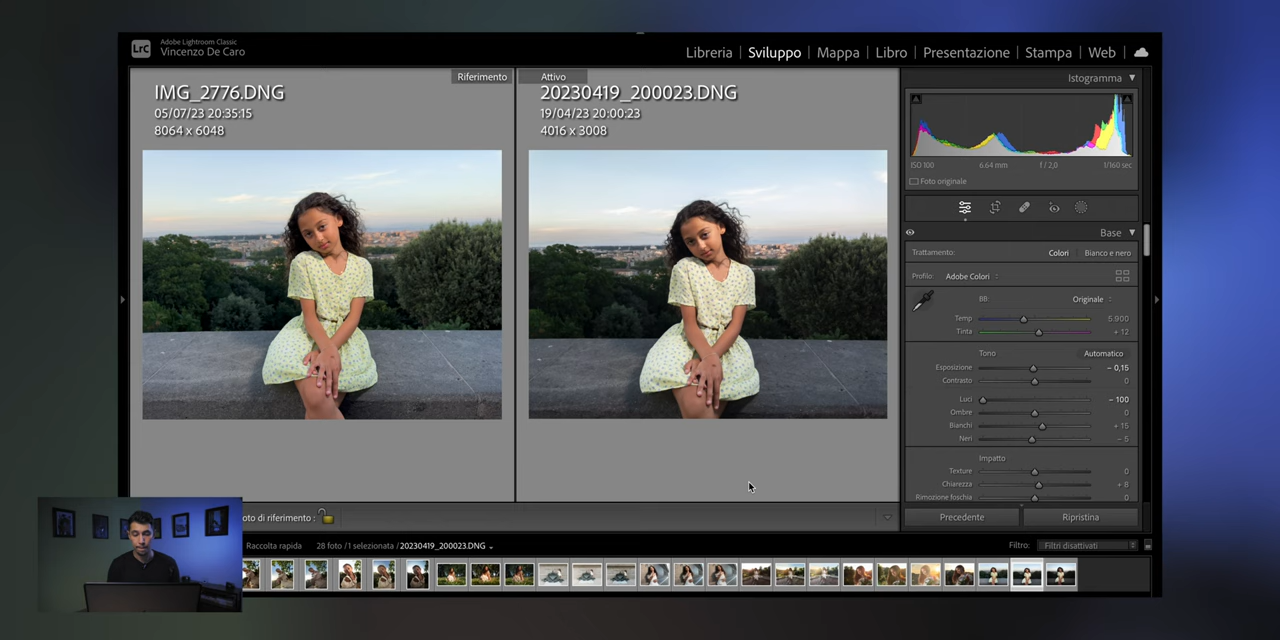 LrC
Adobe Lightroom Classic
Vincenzo De Caro
Libreria | Sviluppo | Mappa | Libro | Presentazione | Stampa | Web
Riferimento
Attivo
IMG_2776.DNG
05/07/23 20:35:15
8064 x 6048
20230419_200023.DNG
19/04/23 20:00:23
4016 x 3008
Istogramma
ISO 100 6.64 mm f / 2,0 1/160 sec
Foto originale
Base
Trattamento: Colori Bianco e nero
Profilo: Adobe Colori
BB: Originale
Temp 5.900
Tinta + 12
Tono Automatico
Esposizione – 0,15
Contrasto 0
Luci – 100
Ombre 0
Bianchi + 15
Neri – 5
Impatto
Texture 0
Chiarezza + 8
Rimozione foschia 0
Precedente Ripristina
oto di riferimento :
Raccolta rapida 28 foto /1 selezionata /20230419_200023.DNG
Filtro: Filtri disattivati